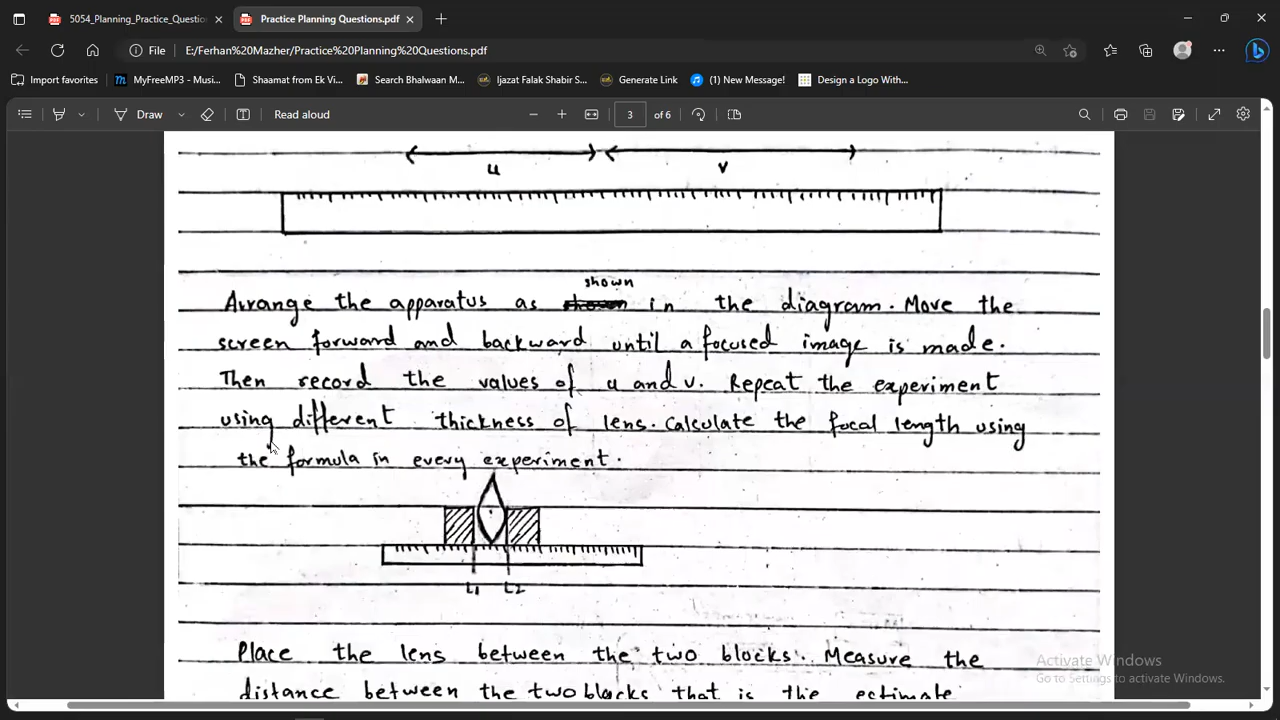 5054_Planning_Practice_Questio
Practice Planning Questions.pdf
File
E:/Ferhan%20Mazher/Practice%20Planning%20Questions.pdf
Import favorites
MyFreeMP3 - Musi...
Shaamat from Ek Vi...
Search Bhalwaan M...
Ijazat Falak Shabir S...
Generate Link
(1) New Message!
Design a Logo With...
Draw
Read aloud
3
of 6
u
v
shown
Arrange the apparatus as in the diagram. Move the
screen forward and backward until a focused image is made.
Then record the values of u and v. Repeat the experiment
using different thickness of lens. Calculate the focal length using
the formula in every experiment.
L1 L2
Place the lens between the two blocks. Measure the
distance between the two blocks that is the estimate
Activate Windows
Go to Settings to activate Windows.